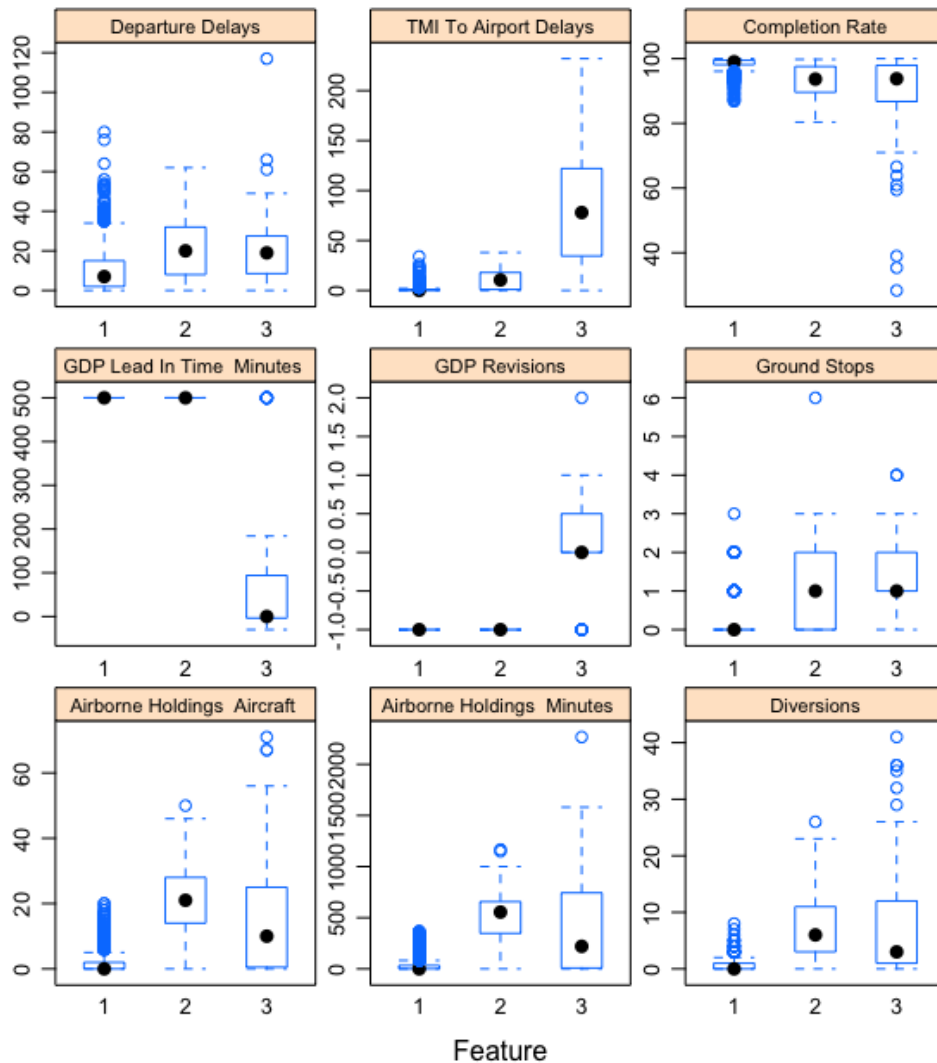 Departure Delays
TMI To Airport Delays
Completion Rate
0 20 40 60 80 100 120
0 50 100 150 200
40 60 80 100
1 2 3
1 2 3
1 2 3
GDP Lead In Time Minutes
GDP Revisions
Ground Stops
0 100 200 300 400 500
-1.0 -0.5 0.0 0.5 1.0 1.5 2.0
0 1 2 3 4 5 6
1 2 3
1 2 3
1 2 3
Airborne Holdings Aircraft
Airborne Holdings Minutes
Diversions
0 20 40 60
0 500 1000 1500 2000
0 10 20 30 40
1 2 3
1 2 3
1 2 3
Feature